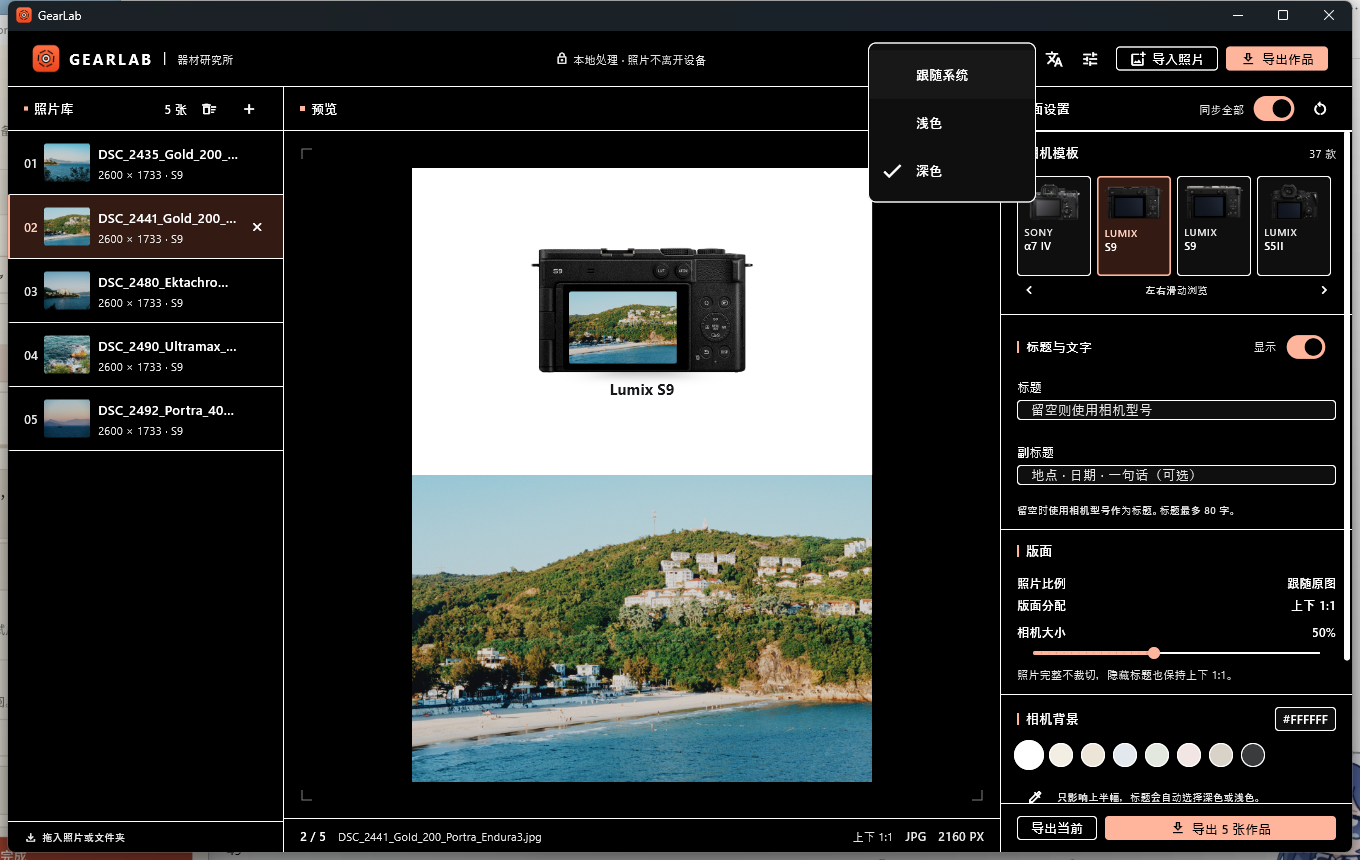 GearLab
GEARLAB | 器材研究所
本地处理 · 照片不离开设备
跟随系统
浅色
深色
导入照片
导出作品
照片库
5 张
预览
面设置
同步全部
01
DSC_2435_Gold_200_...
2600 × 1733 · S9
02
DSC_2441_Gold_200_...
2600 × 1733 · S9
03
DSC_2480_Ektachro...
2600 × 1733 · S9
04
DSC_2490_Ultramax_...
2600 × 1733 · S9
05
DSC_2492_Portra_40...
2600 × 1733 · S9
拖入照片或文件夹
S9
Lumix S9
2 / 5
DSC_2441_Gold_200_Portra_Endura3.jpg
上下 1:1
JPG
2160 PX
机模板
37 款
SONY
α7 IV
LUMIX
S9
LUMIX
S9
LUMIX
S5II
左右滑动浏览
标题与文字
显示
标题
留空则使用相机型号
副标题
地点 · 日期 · 一句话（可选）
留空时使用相机型号作为标题。标题最多 80 字。
版面
照片比例
跟随原图
版面分配
上下 1:1
相机大小
50%
照片完整不裁切，隐藏标题也保持上下 1:1。
相机背景
#FFFFFF
只影响上半幅，标题会自动选择深色或浅色。
导出当前
导出 5 张作品